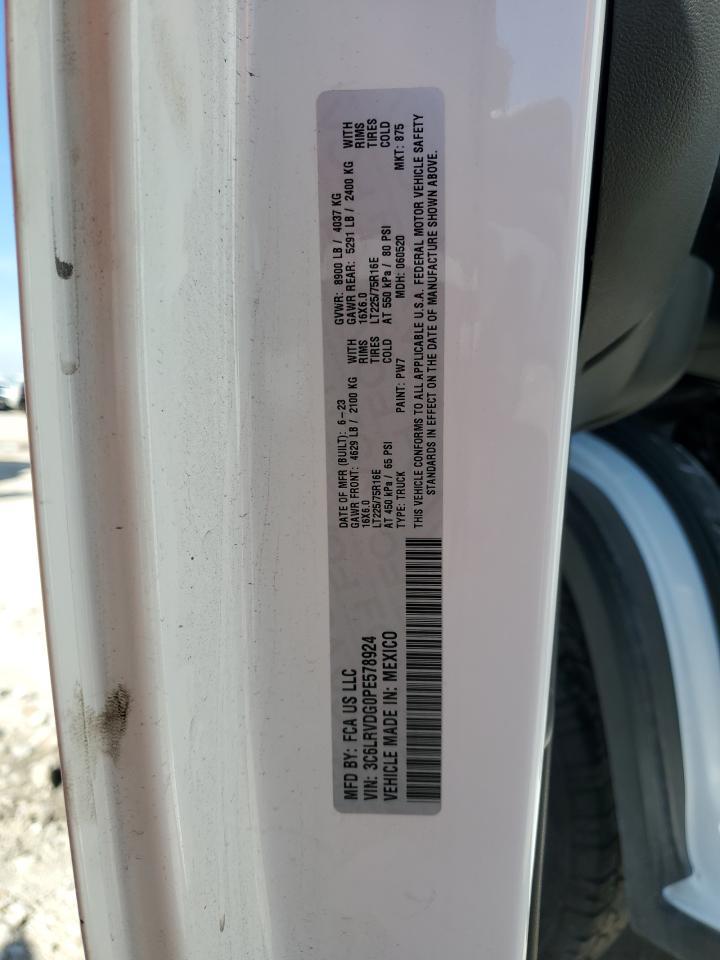 MFD BY: FCA US LLC
VIN: 3C6LRVDG0PE578924
VEHICLE MADE IN: MEXICO
DATE OF MFR (BUILT): 6-23
GVWR: 8900 LB / 4037 KG
GAWR FRONT: 4629 LB / 2100 KG WITH
GAWR REAR: 5291 LB / 2400 KG WITH
16X6.0 RIMS
16X6.0 RIMS
LT225/75R16E TIRES
LT225/75R16E TIRES
AT 450 kPa / 65 PSI COLD
AT 550 kPa / 80 PSI COLD
TYPE: TRUCK PAINT: PW7 MDH: 060520 MKT: 875
THIS VEHICLE CONFORMS TO ALL APPLICABLE U.S.A. FEDERAL MOTOR VEHICLE SAFETY
STANDARDS IN EFFECT ON THE DATE OF MANUFACTURE SHOWN ABOVE.